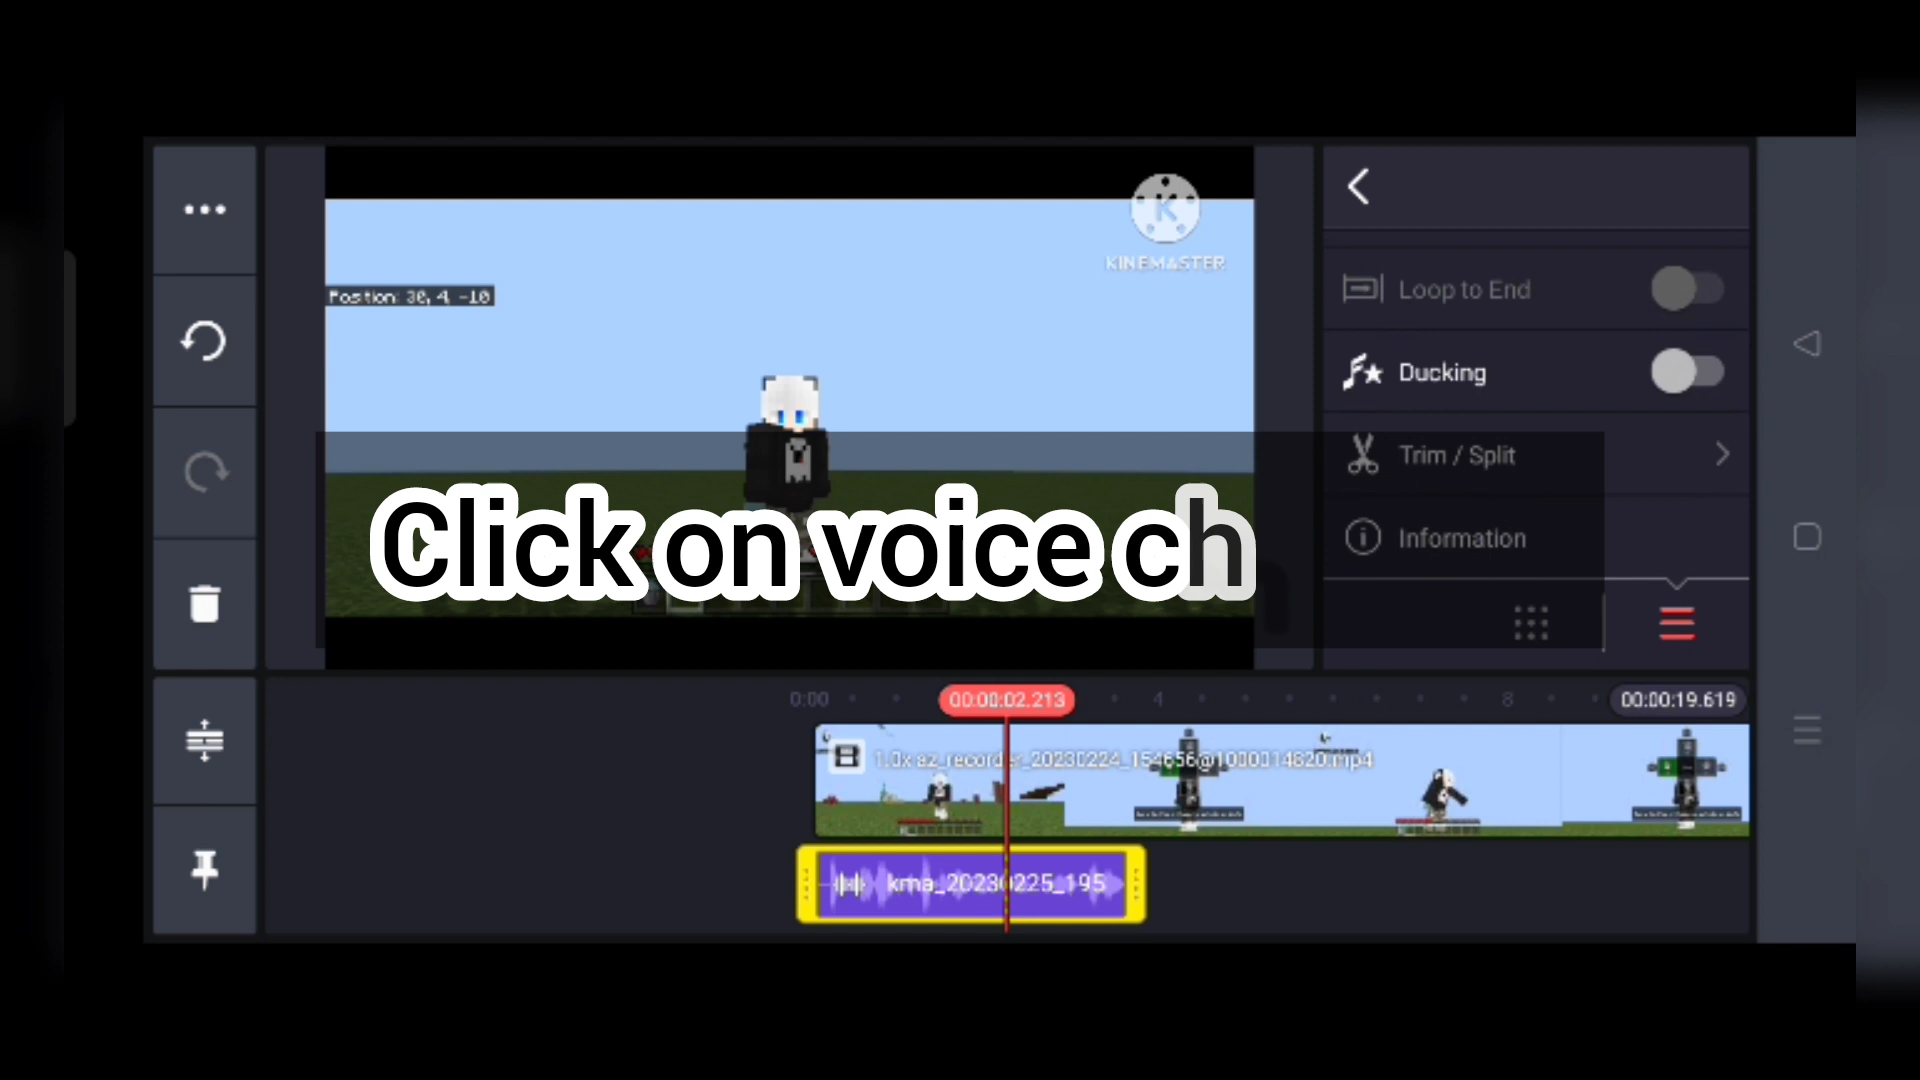 KINEMASTER
Position: 30, 4, -10
Loop to End
Ducking
Trim / Split
Information
Click on voice ch
0:00
00:00:02.213
4
8
00:00:19.619
1.0x az_recorder_20230224_154656@1000014820.mp4
kma_20230225_195